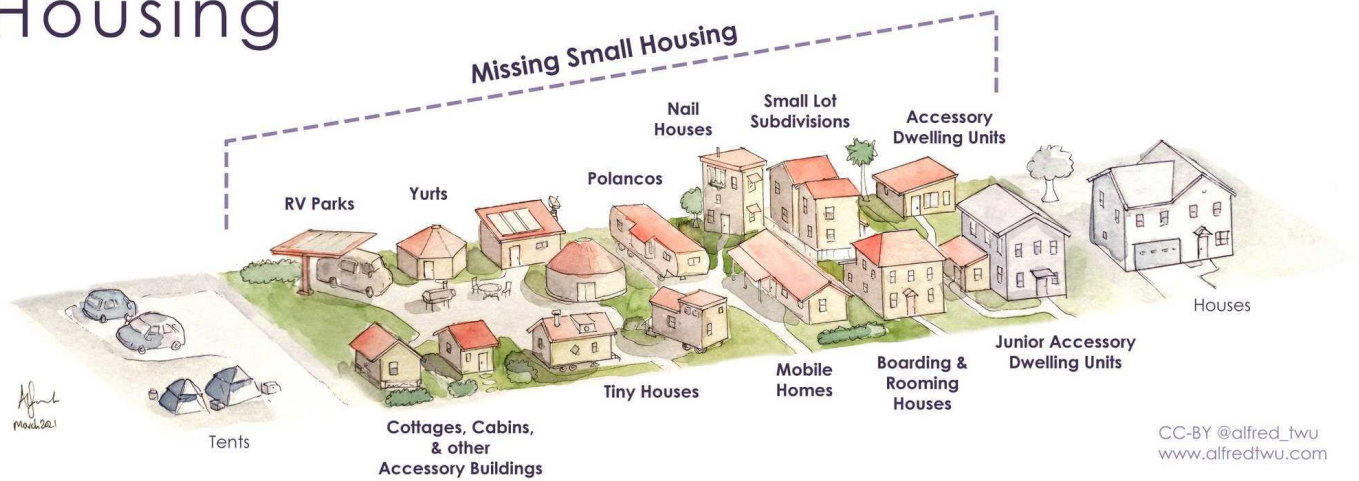 Housing
Missing Small Housing
Nail
Houses
Small Lot
Subdivisions
Accessory
Dwelling Units
Polancos
Yurts
RV Parks
Houses
Junior Accessory
Dwelling Units
Boarding &
Rooming
Houses
Mobile
Homes
Tiny Houses
Cottages, Cabins,
& other
Accessory Buildings
Tents
March 2021
CC-BY @alfred_twu
www.alfredtwu.com